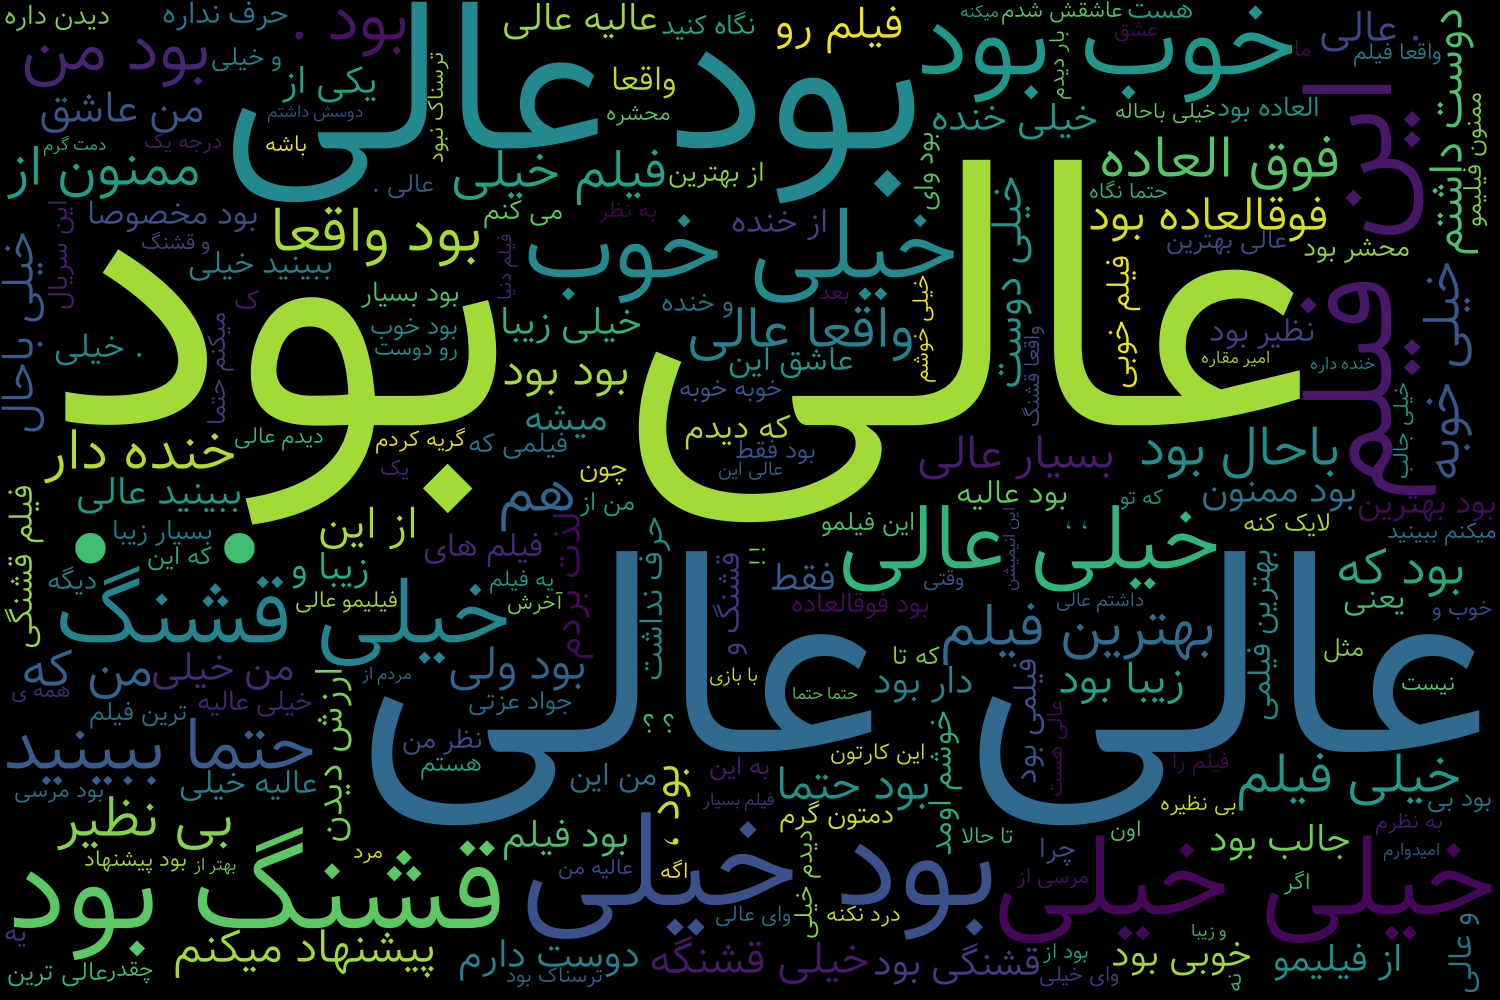 دیدن داره
حرف نداره
بود .
عالیه عالی
نگاه کنید
فیلم رو
عاشقش شدم
میکنه
هست
عشق
ما
. عالی
واقعا فیلم
دوست داشتم
بود من
و خیلی
ترسناک نبود
بود عالی
خوب بود
بار دیدم
یکی از
واقعا
من عاشق
دوسش داشتم
محشره
خیلی خنده
خیلی باحاله
العاده بود
این فیلم
ممنون فیلیمو
دمت گرم
درجه یک
باشه
ممنون از
فیلم خیلی
از بهترین
بود وای
فوق العاده
عالی .
حتما نگاه
این سریال
بود مخصوصا
می کنم
به نظر
از خنده
خیلی دوست
فوقالعاده بود
و قشنگ
بود واقعا
فیلم دنیا
خیلی خوب
عالی بهترین
محشر بود
خیلی باحال
ببینید خیلی
عالی بود
بود بسیار
و خنده
بعد
خیلی خوشم
فیلم خوبی
خیلی خوبه
ک
میکنم حتما
بود خوب
خیلی زیبا
واقعا عالی
واقعا قشنگ
نظیر بود
. خیلی
رو دوست
عاشق این
امیر مقاره
خنده داره
بود بود
خوبه خوبه
خیلی جالب
میشه
که دیدم
خنده دار
دیدم عالی
گریه کردم
فیلمی که
بود فقط
بسیار عالی
باحال بود
یک
چون
عالی این
ببینید عالی
هم
من از
بود عالیه
که تو
بود ممنون
بود بهترین
فیلم قشنگی
بسیار زیبا
از این
لذت بردم
این فیلمو
این انیمیشن
، ،
لایک کنه
میکنم ببینید
. .
که این
فیلم های
حرف نداشت
!!
خیلی عالی
دیگه
زیبا و
یه فیلم
قشنگ و
فقط
وقتی
بهترین فیلمی
بود که
خیلی قشنگ
فیلیمو عالی
آخرش
بود فوقالعاده
داشتم عالی
یعنی
خوب و
بهترین فیلم
من که
من خیلی
ارزش دیدن
بود ولی
مردم از
با بازی
که تا
فیلمی بود
مثل
همه ی
خیلی عالیه
جواد عزتی
حتما حتما
دار بود
زیبا بود
نیست
ترین فیلم
عالی عالی
؟ ؟
خوشم اومد
عالی هست
حتما ببینید
نظر من
این کارتون
فیلم را
هستم
من این
به این
بود مرسی
عالیه خیلی
بود ،
بود حتما
خیلی فیلم
بود بی
بی نظیره
فیلم بسیار
بی نظیر
بود فیلم
دمتون گرم
تا حالا
اون
به نظرم
قشنگ بود
بود پیشنهاد
بهتر از
مرد
عالیه من
اگه
دیدم خیلی
بود خیلی
چرا
جالب بود
امیدوارم
مرسی از
اگر
خیلی خیلی
وای عالی
درد نکنه
و عالی
یه
و زیبا
پیشنهاد میکنم
دوست دارم
خیلی قشنگه
قشنگی بود
بود از
خوبی بود
از فیلیمو
عالی ترین
چقدر
ترسناک بود
وای خیلی
نه